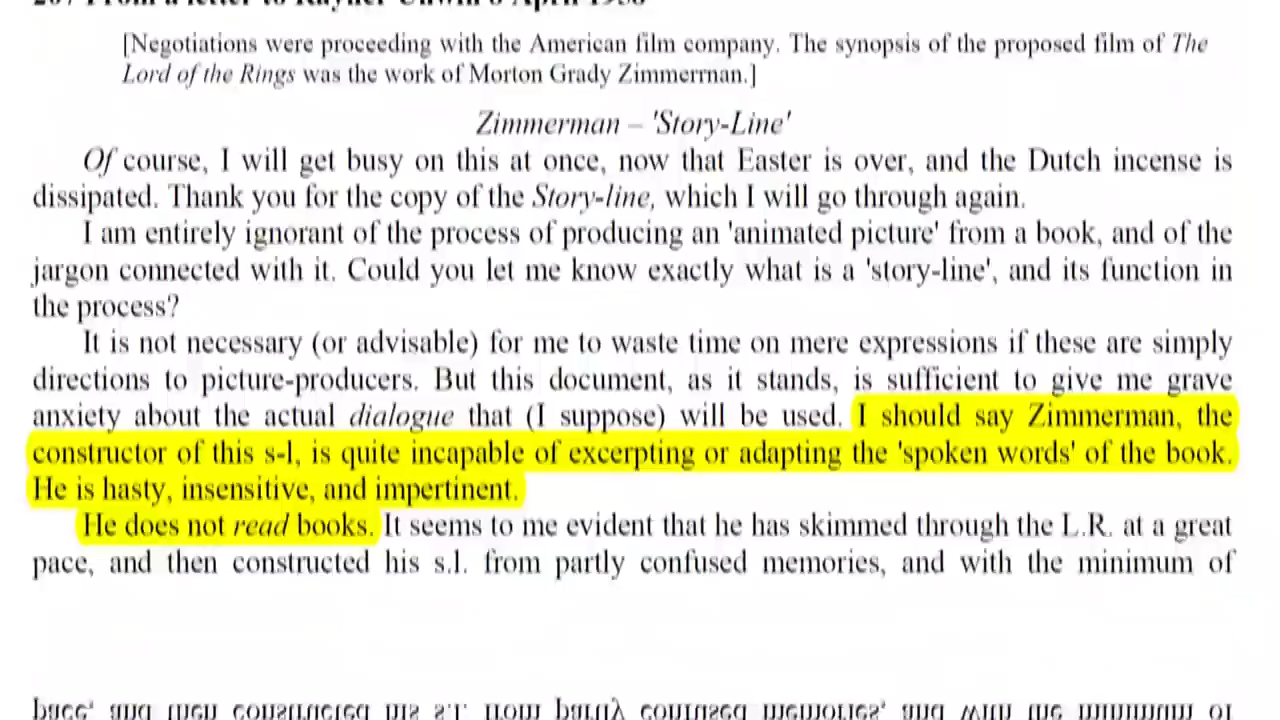 207 From a letter to Rayner Unwin 8 April 1958
[Negotiations were proceeding with the American film company. The synopsis of the proposed film of The
Lord of the Rings was the work of Morton Grady Zimmerrnan.]
Zimmerman – 'Story-Line'
Of course, I will get busy on this at once, now that Easter is over, and the Dutch incense is
dissipated. Thank you for the copy of the Story-line, which I will go through again.
I am entirely ignorant of the process of producing an 'animated picture' from a book, and of the
jargon connected with it. Could you let me know exactly what is a 'story-line', and its function in
the process?
It is not necessary (or advisable) for me to waste time on mere expressions if these are simply
directions to picture-producers. But this document, as it stands, is sufficient to give me grave
anxiety about the actual dialogue that (I suppose) will be used. I should say Zimmerman, the
constructor of this s-l, is quite incapable of excerpting or adapting the 'spoken words' of the book.
He is hasty, insensitive, and impertinent.
He does not read books. It seems to me evident that he has skimmed through the L.R. at a great
pace, and then constructed his s.l. from partly confused memories, and with the minimum of